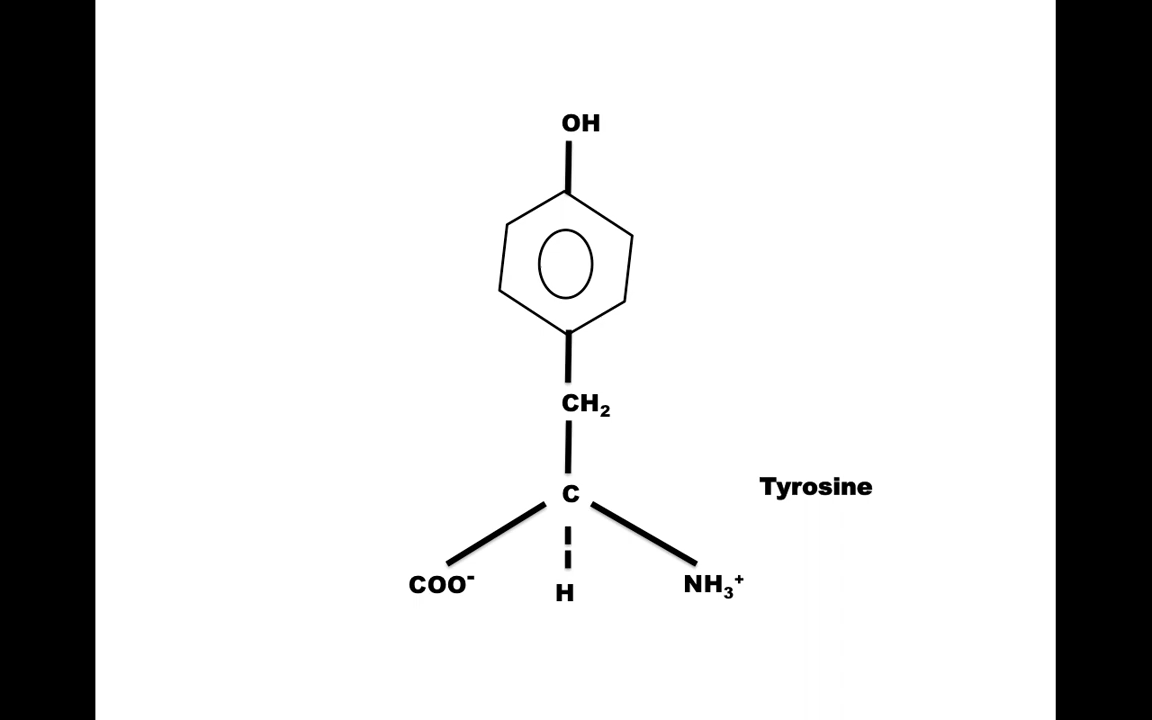 OH
CH₂
C
Tyrosine
COO⁻
H
NH₃⁺